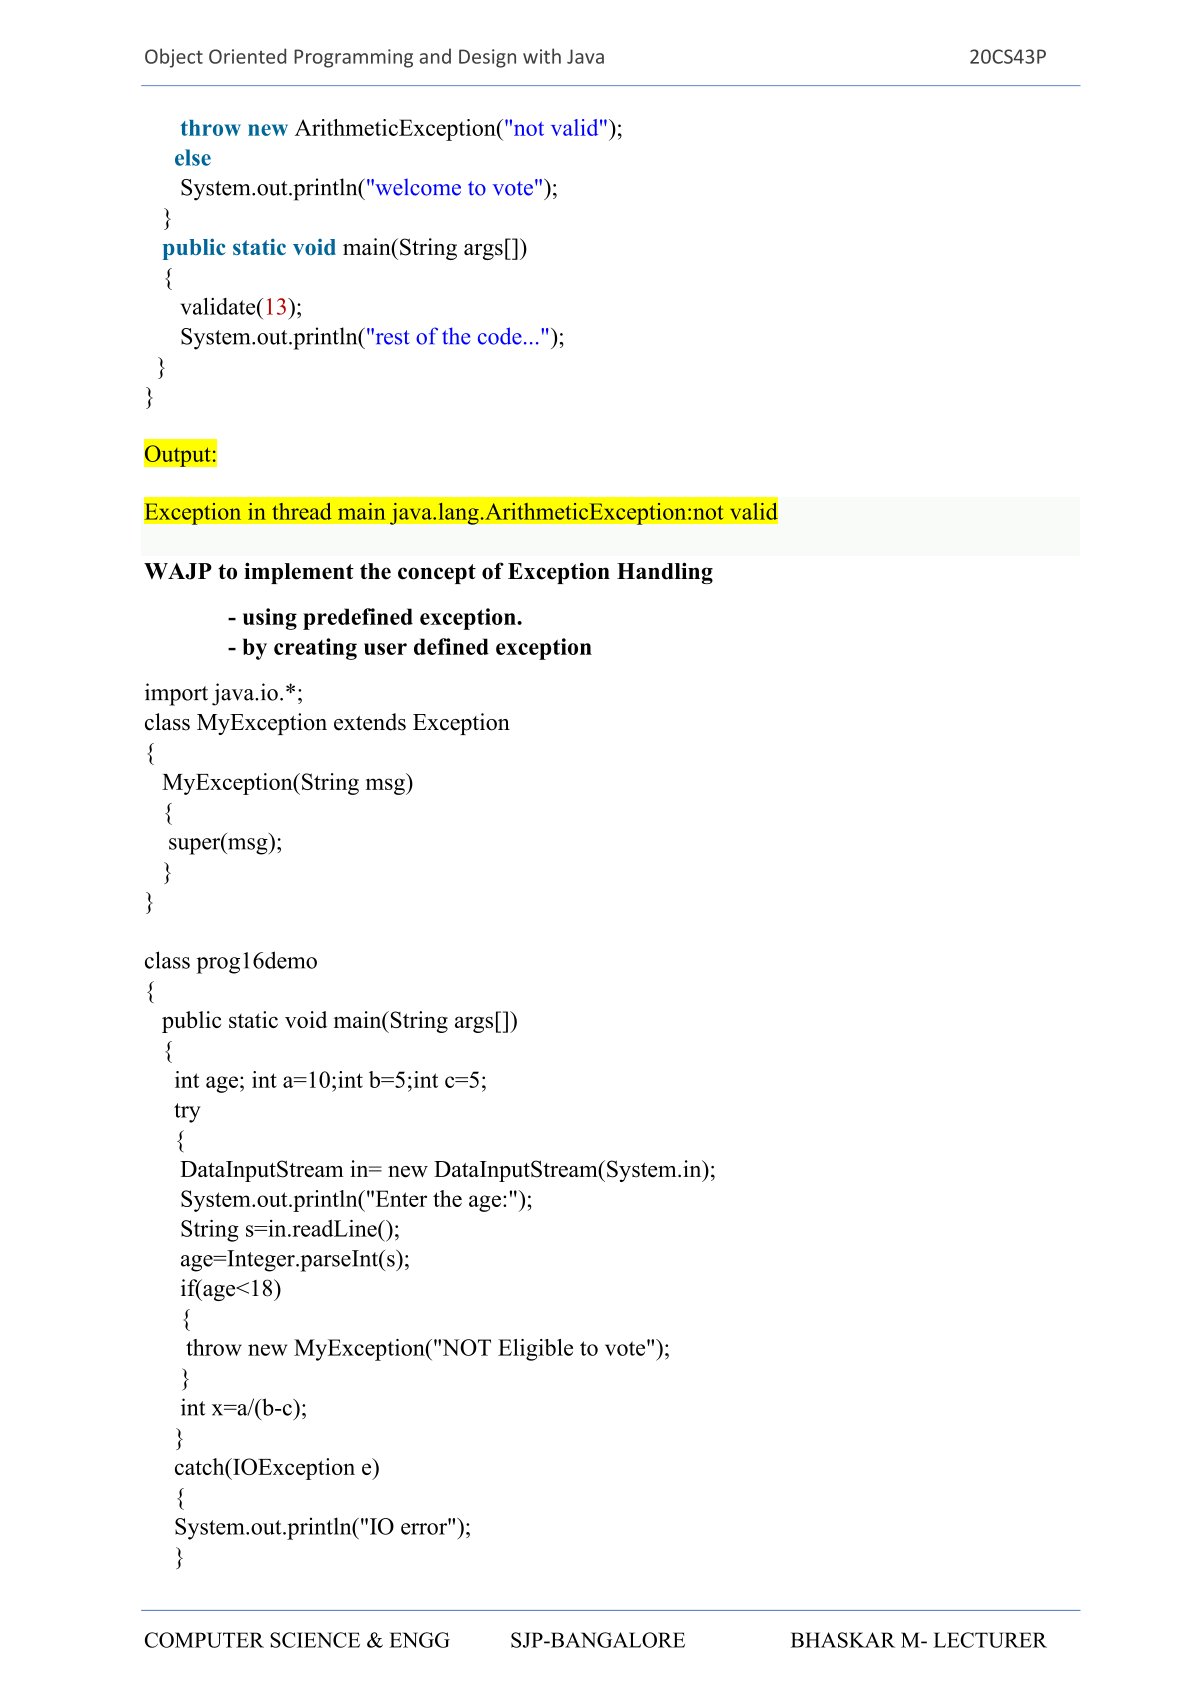 Object Oriented Programming and Design with Java 20CS43P
throw new ArithmeticException("not valid");
else
System.out.println("welcome to vote");
}
public static void main(String args[])
{
validate(13);
System.out.println("rest of the code...");
}
}
Output:
Exception in thread main java.lang.ArithmeticException:not valid
WAJP to implement the concept of Exception Handling
- using predefined exception.
- by creating user defined exception
import java.io.*;
class MyException extends Exception
{
MyException(String msg)
{
super(msg);
}
}
class prog16demo
{
public static void main(String args[])
{
int age; int a=10;int b=5;int c=5;
try
{
DataInputStream in= new DataInputStream(System.in);
System.out.println("Enter the age:");
String s=in.readLine();
age=Integer.parseInt(s);
if(age<18)
{
throw new MyException("NOT Eligible to vote");
}
int x=a/(b-c);
}
catch(IOException e)
{
System.out.println("IO error");
}
COMPUTER SCIENCE & ENGG SJP-BANGALORE BHASKAR M- LECTURER